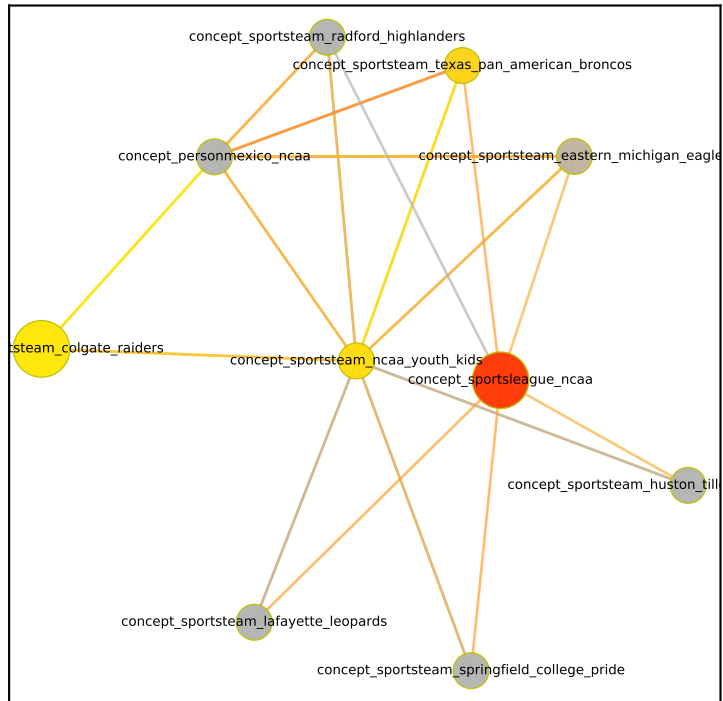 concept_sportsteam_radford_highlanders
concept_sportsteam_texas_pan_american_broncos
concept_personmexico_ncaa
concept_sportsteam_eastern_michigan_eagle
tsteam_colgate_raiders
concept_sportsteam_ncaa_youth_kids
concept_sportsleague_ncaa
concept_sportsteam_huston_till
concept_sportsteam_lafayette_leopards
concept_sportsteam_springfield_college_pride